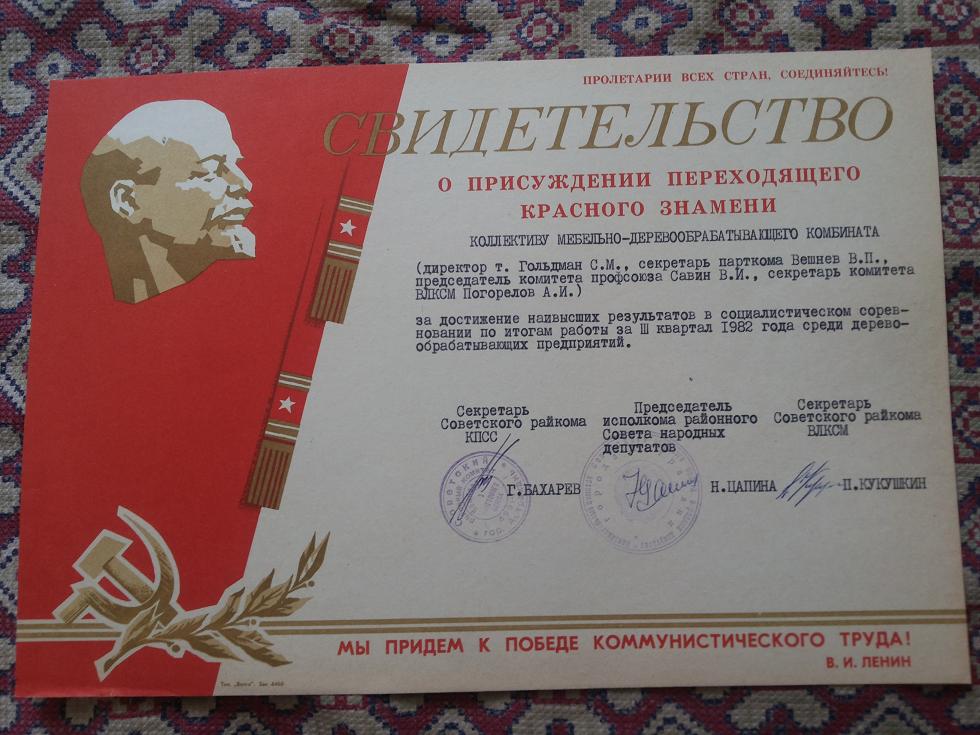 ПРОЛЕТАРИИ ВСЕХ СТРАН, СОЕДИНЯЙТЕСЬ!
СВИДЕТЕЛЬСТВО
О ПРИСУЖДЕНИИ ПЕРЕХОДЯЩЕГО
КРАСНОГО ЗНАМЕНИ
КОЛЛЕКТИВУ МЕБЕЛЬНО-ДЕРЕВООБРАБАТЫВАЮЩЕГО КОМБИНАТА
(директор т. Гольдман С.М., секретарь парткома Вешнев В.П.,
председатель комитета профсоюза Савин В.И., секретарь комитета
ВЛКСМ Погорелов А.И.)
за достижение наивысших результатов в социалистическом сорев-
новании по итогам работы за III квартал 1982 года среди дерево-
обрабатывающих предприятий.
Секретарь
Советского райкома
КПСС
Председатель
исполкома районного
Совета народных
депутатов
Секретарь
Советского райкома
ВЛКСМ
Г.БАХАРЕВ
Н.ЦАПИНА
П.КУКУШКИН
МЫ ПРИДЕМ К ПОБЕДЕ КОММУНИСТИЧЕСКОГО ТРУДА!
В. И. ЛЕНИН